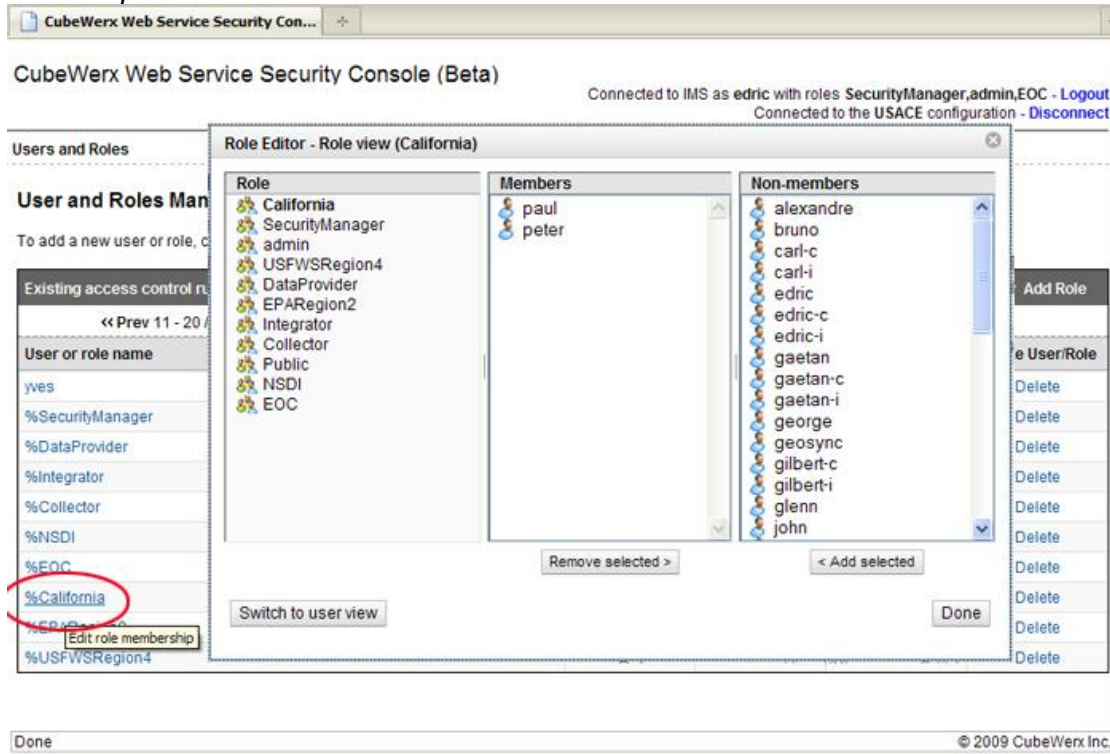 CubeWerx Web Service Security Con...
CubeWerx Web Service Security Console (Beta)
Connected to IMS as edric with roles SecurityManager,admin,EOC - Logout
Connected to the USACE configuration - Disconnect
Users and Roles
User and Roles Man
To add a new user or role, c
Existing access control ru
Add Role
<< Prev 11 - 20 /
User or role name
e User/Role
yves
Delete
%SecurityManager
Delete
%DataProvider
Delete
%Integrator
Delete
%Collector
Delete
%NSDI
Delete
%EOC
Delete
%California
Delete
Delete
Edit role membership
%USFWSRegion4
Delete
Role Editor - Role view (California)
Role
California
SecurityManager
admin
USFWSRegion4
DataProvider
EPARegion2
Integrator
Collector
Public
NSDI
EOC
Members
paul
peter
Remove selected >
Non-members
alexandre
bruno
carl-c
carl-i
edric
edric-c
edric-i
gaetan
gaetan-c
gaetan-i
george
geosync
gilbert-c
gilbert-i
glenn
john
< Add selected
Switch to user view
Done
Done
© 2009 CubeWerx Inc